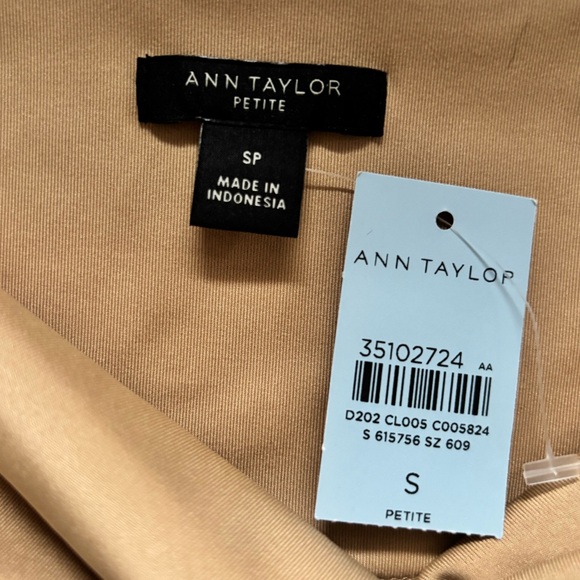 ANN TAYLOR
PETITE
SP
MADE IN
INDONESIA
ANN TAYLOR
35102724 AA
D202 CL005 C005824
S 615756 SZ 609
S
PETITE